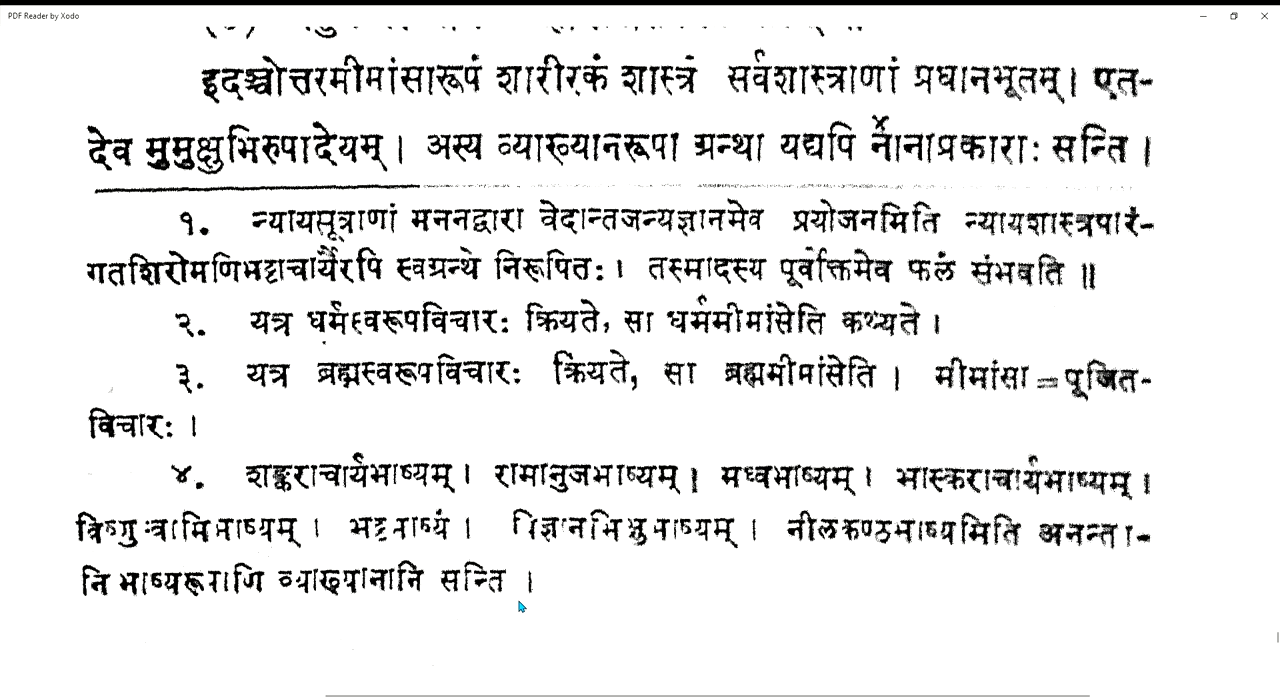 PDF Reader by Xodo
इदञ्चोत्तरमीमांसारूपं शारीरकं शास्त्रं सर्वशास्त्राणां प्रधानभूतम्। एत-
देव मुमुक्षुभिरुपादेयम्। अस्य व्याख्यानरूपा ग्रन्था यद्यपि ४नानाप्रकाराः सन्ति।
१. न्यायसूत्राणां मननद्वारा वेदान्तजन्यज्ञानमेव प्रयोजनमिति न्यायशास्त्रपारं-
गतशिरोमणिभट्टाचार्यैरपि स्वग्रन्थे निरूपितः। तस्मादस्य पूर्वोक्तमेव फलं संभवति॥
२. यत्र धर्मस्वरूपविचारः क्रियते, सा धर्ममीमांसेति कथ्यते।
३. यत्र ब्रह्मस्वरूपविचारः क्रियते, सा ब्रह्ममीमांसेति। मीमांसा=पूजित-
विचारः।
४. शङ्कराचार्यभाष्यम्। रामानुजभाष्यम्। मध्वभाष्यम्। भास्कराचार्यभाष्यम्।
विष्णुस्वामिभाष्यम्। भट्टभाष्यं। विज्ञानभिक्षुभाष्यम्। नीलकण्ठभाष्यमिति अनन्ता-
नि भाष्यरूपाणि व्याख्यानानि सन्ति।